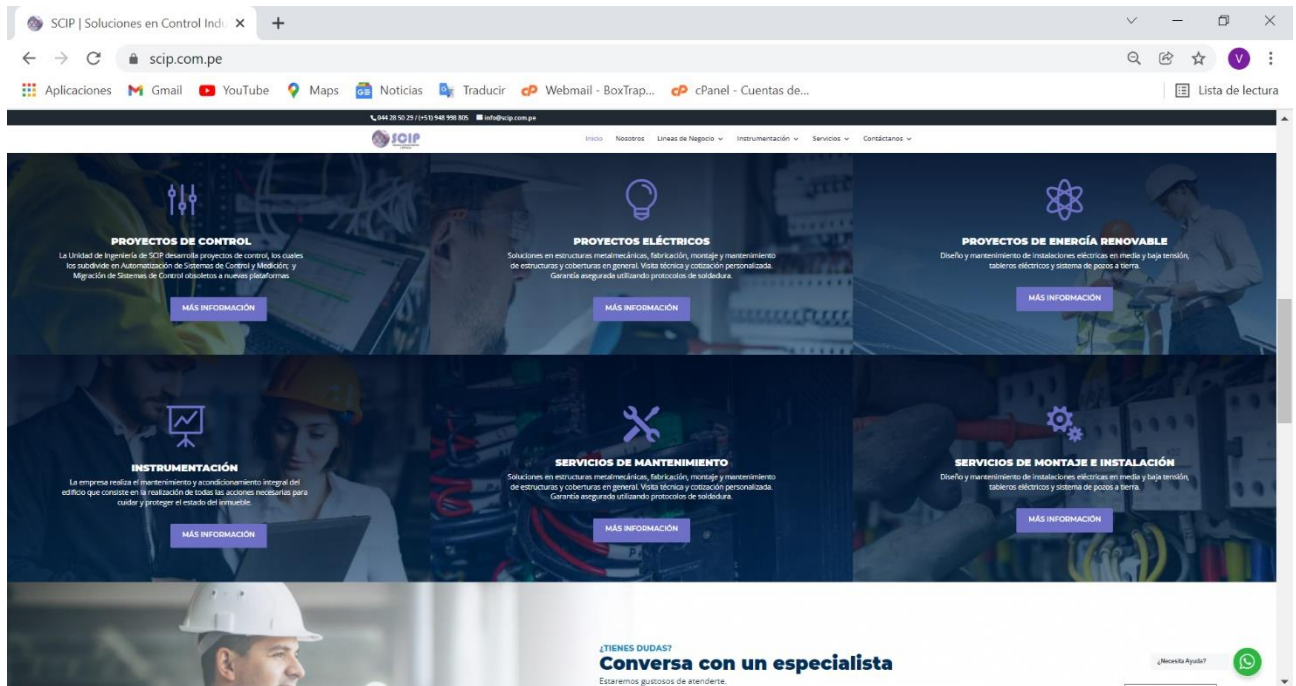 SCIP | Soluciones en Control Indu
scip.com.pe
V
Aplicaciones
Gmail
YouTube
Maps
Noticias
Traducir
Webmail - BoxTrap...
cPanel - Cuentas de...
Lista de lectura
044 28 50 29 / (+51) 948 998 805 info@scip.com.pe
SCIP
Inicio Nosotros Lineas de Negocio Instrumentación Servicios Contáctanos
PROYECTOS DE CONTROL
La Unidad de Ingeniería de SCIP desarrolla proyectos de control, los cuales
los subdivide en Automatización de Sistemas de Control y Medición; y
Migración de Sistemas de Control obsoletos a nuevas plataformas
MÁS INFORMACIÓN
PROYECTOS ELÉCTRICOS
Soluciones en estructuras metalmecánicas, fabricación, montaje y mantenimiento
de estructuras y coberturas en general. Visita técnica y cotización personalizada.
Garantía asegurada utilizando protocolos de soldadura.
MÁS INFORMACIÓN
PROYECTOS DE ENERGÍA RENOVABLE
Diseño y mantenimiento de instalaciones eléctricas en media y baja tensión,
tableros eléctricos y sistema de pozos a tierra.
MÁS INFORMACIÓN
INSTRUMENTACIÓN
La empresa realiza el mantenimiento y acondicionamiento integral del
edificio que consiste en la realización de todas las acciones necesarias para
cuidar y proteger el estado del inmueble.
MÁS INFORMACIÓN
SERVICIOS DE MANTENIMIENTO
Soluciones en estructuras metalmecánicas, fabricación, montaje y mantenimiento
de estructuras y coberturas en general. Visita técnica y cotización personalizada.
Garantía asegurada utilizando protocolos de soldadura.
MÁS INFORMACIÓN
SERVICIOS DE MONTAJE E INSTALACIÓN
Diseño y mantenimiento de instalaciones eléctricas en media y baja tensión,
tableros eléctricos y sistema de pozos a tierra.
MÁS INFORMACIÓN
¿TIENES DUDAS?
Conversa con un especialista
Estaremos gustosos de atenderte.
¿Necesita Ayuda?